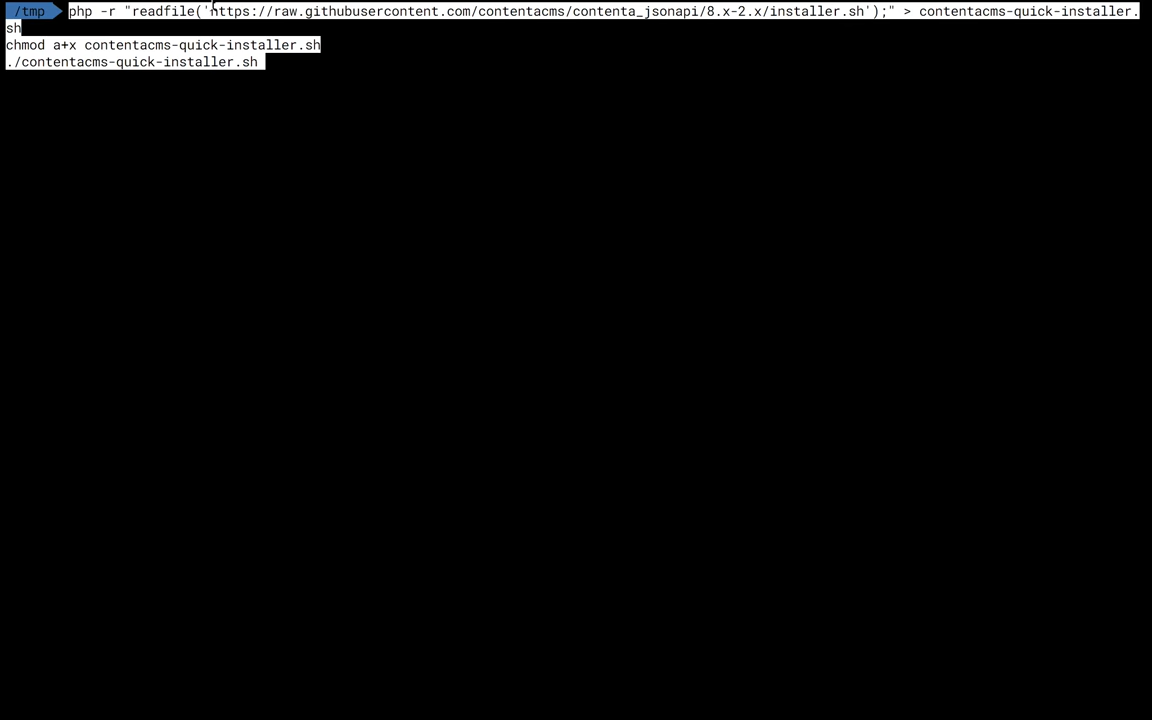 /tmp php -r "readfile('https://raw.githubusercontent.com/contentacms/contenta_jsonapi/8.x-2.x/installer.sh');" > contentacms-quick-installer.
sh
chmod a+x contentacms-quick-installer.sh
./contentacms-quick-installer.sh